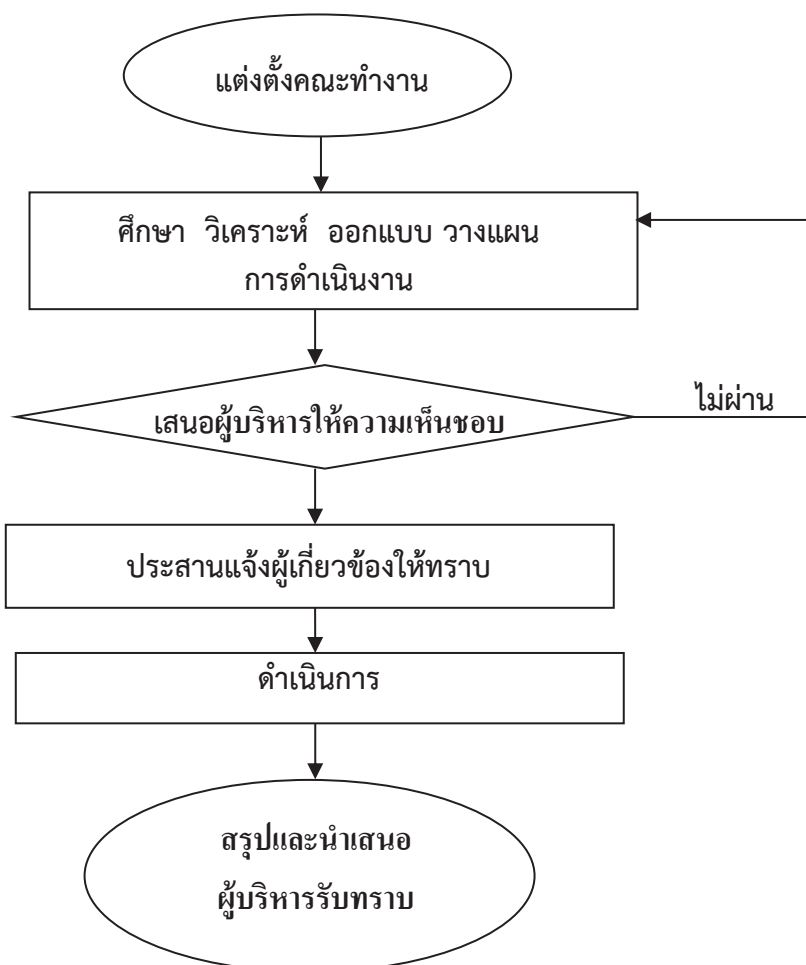 แต่งตั้งคณะทำงาน
ศึกษา วิเคราะห์ ออกแบบ วางแผน
การดำเนินงาน
เสนอผู้บริหารให้ความเห็นชอบ
ไม่ผ่าน
ประสานแจ้งผู้เกี่ยวข้องให้ทราบ
ดำเนินการ
สรุปและนำเสนอ
ผู้บริหารรับทราบ